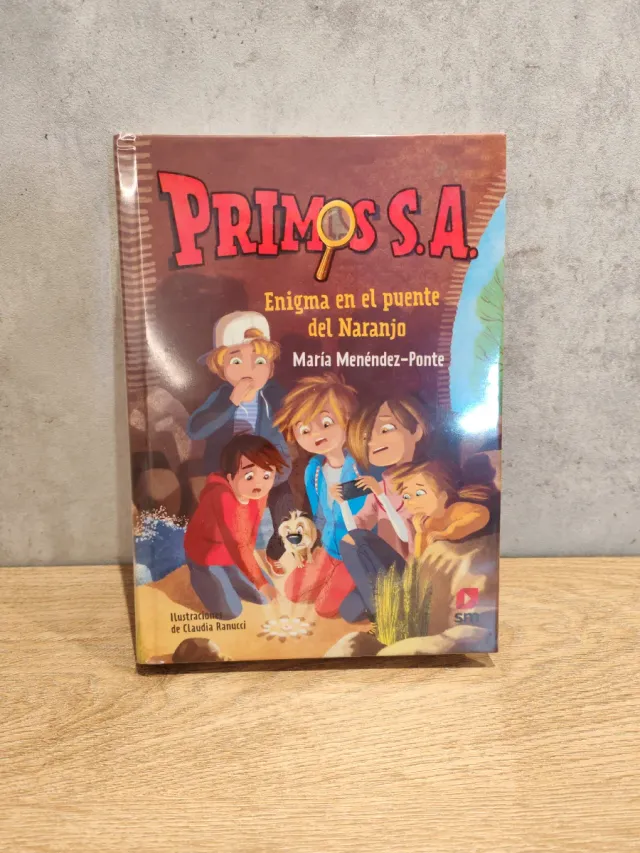 PRIMOS S.A.
Enigma en el puente
del Naranjo
María Menéndez-Ponte
Ilustraciones
de Claudia Ranucci
sm